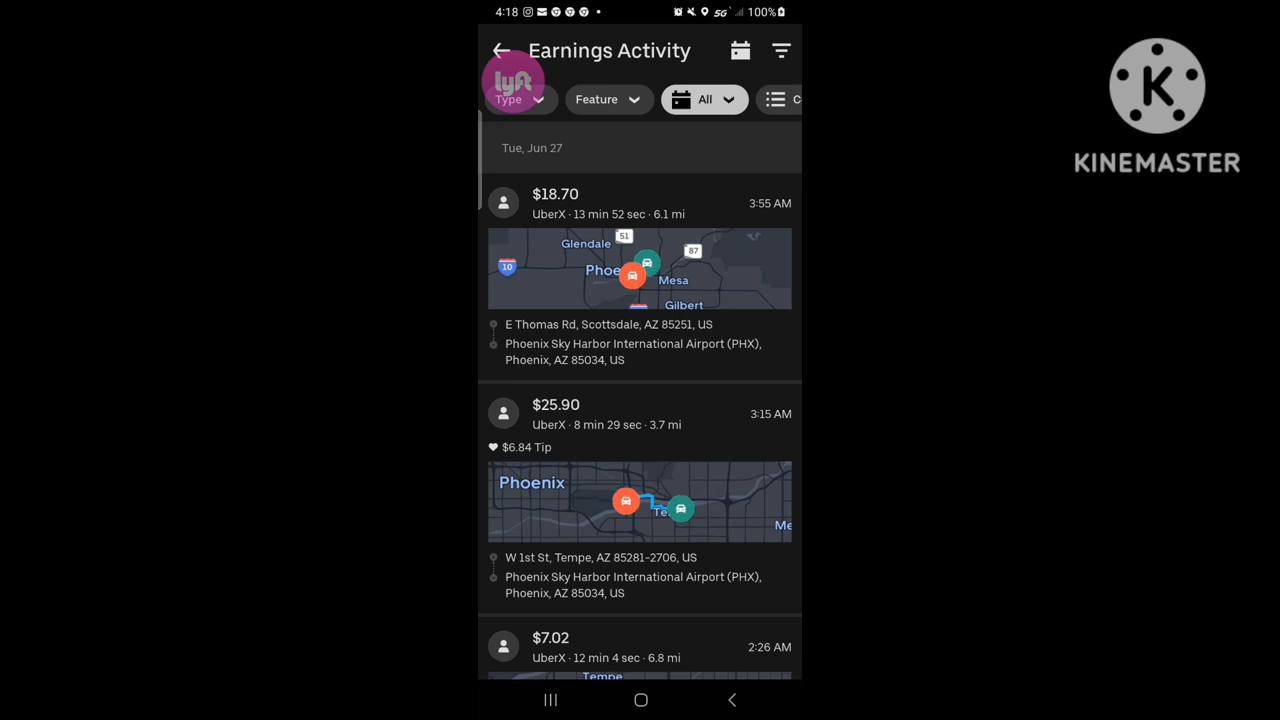 4:18
5G
100%
Earnings Activity
lyft
Type
Feature
All
C
KINEMASTER
K
Tue, Jun 27
$18.70
3:55 AM
UberX · 13 min 52 sec · 6.1 mi
51
Glendale
87
10
Phoe
Mesa
Gilbert
E Thomas Rd, Scottsdale, AZ 85251, US
Phoenix Sky Harbor International Airport (PHX),
Phoenix, AZ 85034, US
$25.90
3:15 AM
UberX · 8 min 29 sec · 3.7 mi
$6.84 Tip
Phoenix
Te
Me
W 1st St, Tempe, AZ 85281-2706, US
Phoenix Sky Harbor International Airport (PHX),
Phoenix, AZ 85034, US
$7.02
2:26 AM
UberX · 12 min 4 sec · 6.8 mi
Tempe